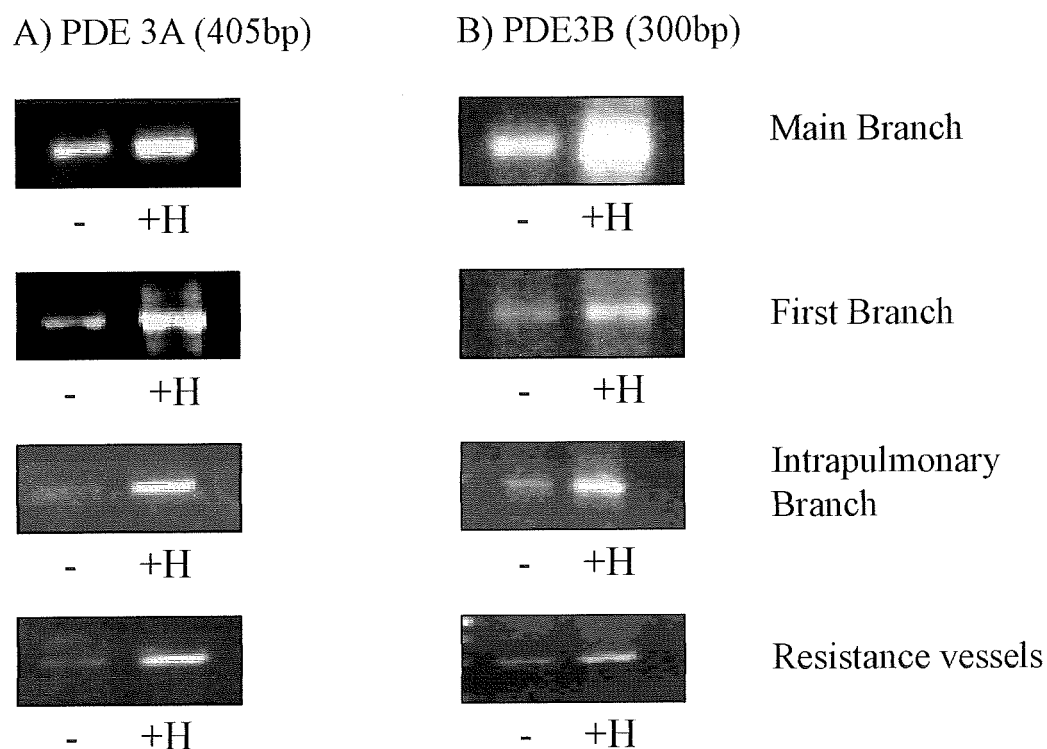 A) PDE 3A (405bp)
B) PDE3B (300bp)
Main Branch
- +H
- +H
First Branch
- +H
- +H
Intrapulmonary
Branch
- +H
- +H
Resistance vessels
- +H
- +H